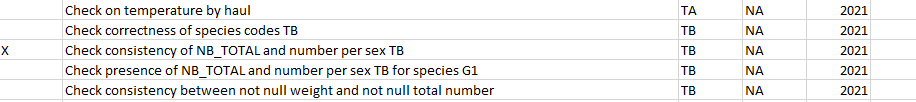 Check on temperature by haul TA NA 2021
Check correctness of species codes TB TB NA 2021
X Check consistency of NB_TOTAL and number per sex TB TB NA 2021
Check presence of NB_TOTAL and number per sex TB for species G1 TB NA 2021
Check consistency between not null weight and not null total number TB NA 2021